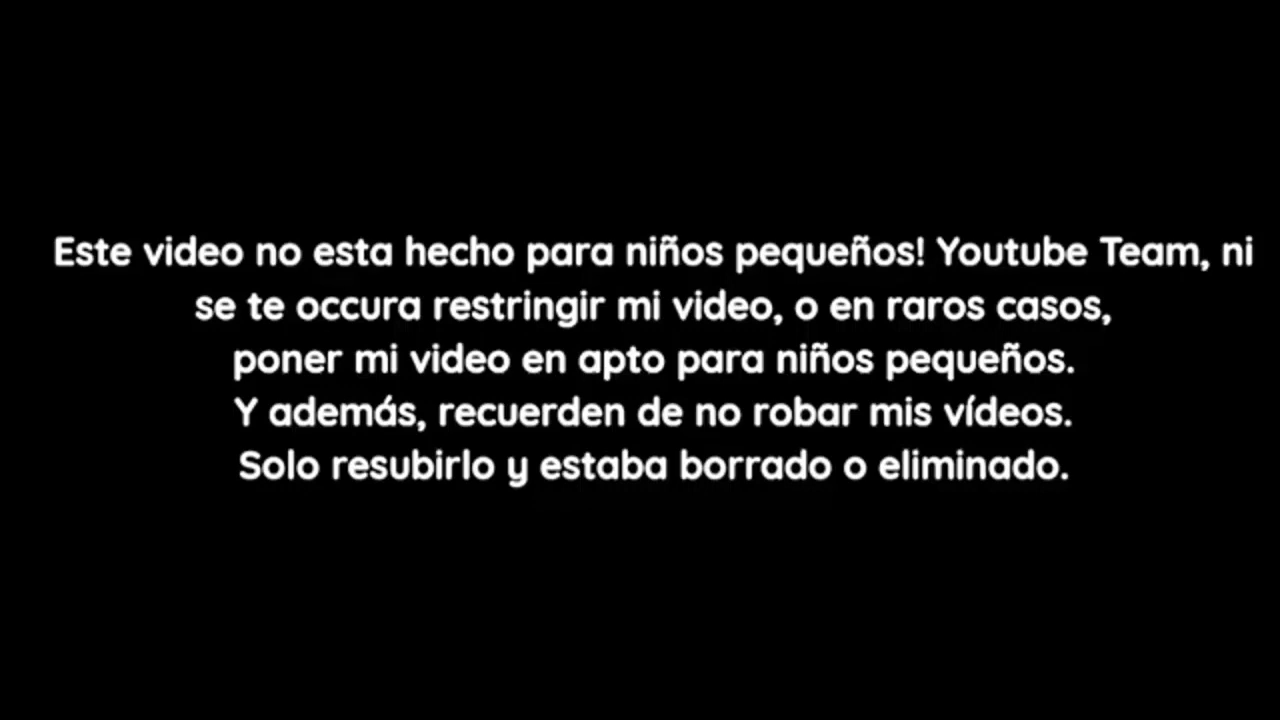 Este video no esta hecho para niños pequeños! Youtube Team, ni
se te occura restringir mi video, o en raros casos,
poner mi video en apto para niños pequeños.
Y además, recuerden de no robar mis vídeos.
Solo resubirlo y estaba borrado o eliminado.